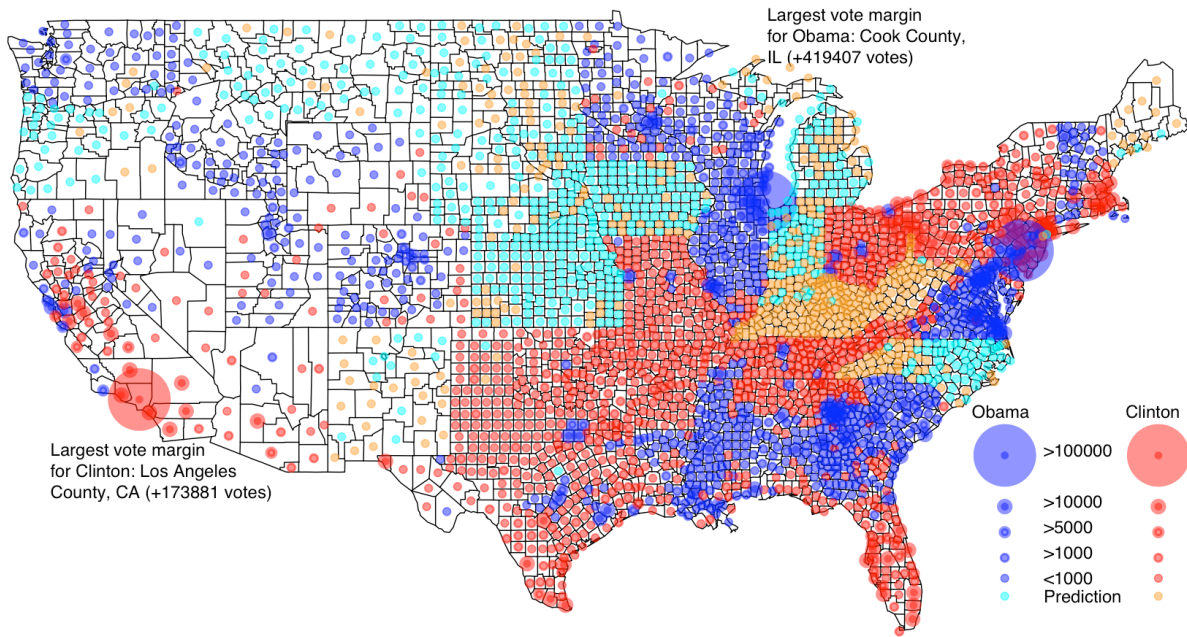 Largest vote margin
for Obama: Cook County,
IL (+419407 votes)
Largest vote margin
for Clinton: Los Angeles
County, CA (+173881 votes)
Obama Clinton
>100000
>10000
>5000
>1000
<1000
Prediction